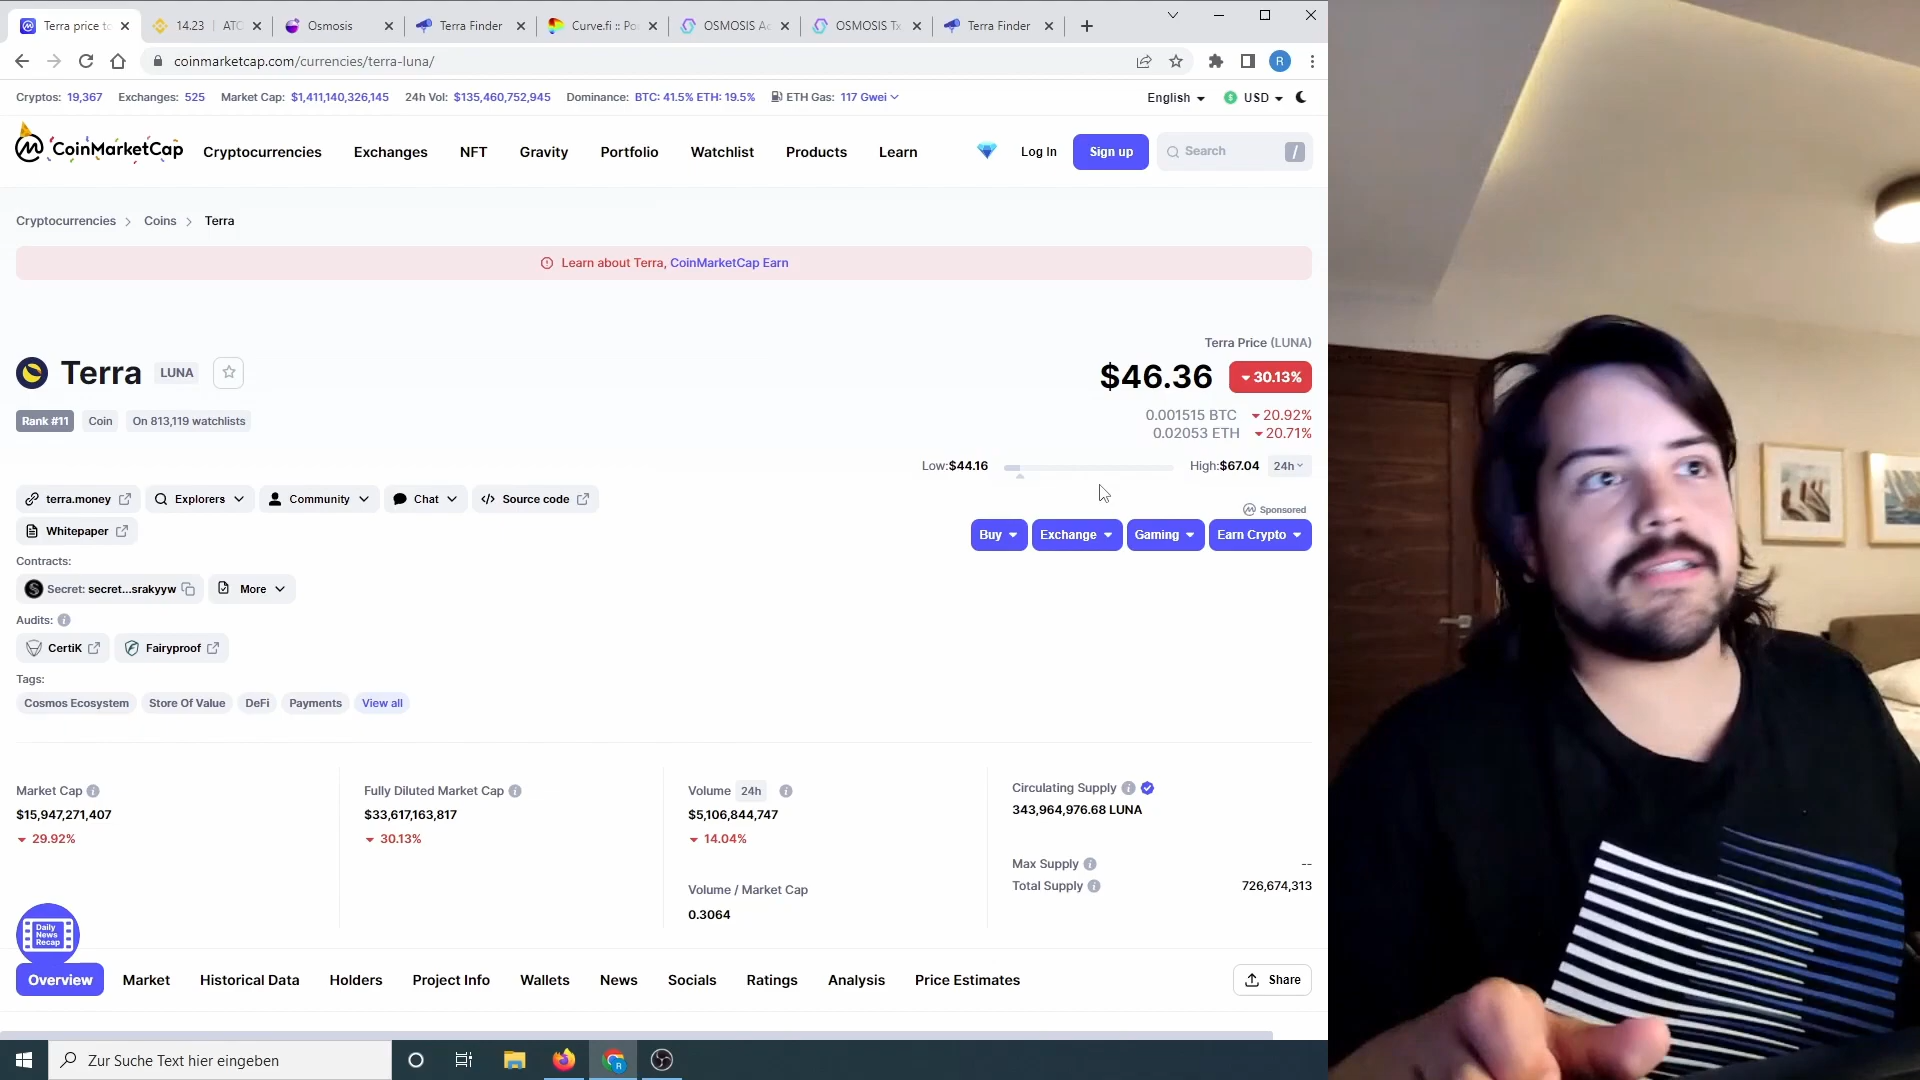 Terra price to
14.23 | ATO
Osmosis
Terra Finder
Curve.fi :: Po
OSMOSIS Ac
OSMOSIS Tx
Terra Finder
coinmarketcap.com/currencies/terra-luna/
R
Cryptos: 19,367 Exchanges: 525 Market Cap: $1,411,140,326,145 24h Vol: $135,460,752,945 Dominance: BTC: 41.5% ETH: 19.5% ETH Gas: 117 Gwei
English
USD
CoinMarketCap
Cryptocurrencies Exchanges NFT Gravity Portfolio Watchlist Products Learn
Log In
Sign up
Search /
Cryptocurrencies > Coins > Terra
Learn about Terra, CoinMarketCap Earn
Terra Price (LUNA)
Terra LUNA
$46.36 30.13%
Rank #11 Coin On 813,119 watchlists
0.001515 BTC 20.92%
0.02053 ETH 20.71%
Low:$44.16 High:$67.04 24h
terra.money Explorers Community Chat </> Source code
Sponsored
Whitepaper
Buy Exchange Gaming Earn Crypto
Contracts:
Secret: secret...srakyyw More
Audits:
CertiK Fairyproof
Tags:
Cosmos Ecosystem Store Of Value DeFi Payments View all
Market Cap
$15,947,271,407
29.92%
Fully Diluted Market Cap
$33,617,163,817
30.13%
Volume 24h
$5,106,844,747
14.04%
Volume / Market Cap
0.3064
Circulating Supply
343,964,976.68 LUNA
Max Supply --
Total Supply 726,674,313
Daily
News
Recap
Overview Market Historical Data Holders Project Info Wallets News Socials Ratings Analysis Price Estimates
Share
Zur Suche Text hier eingeben
R